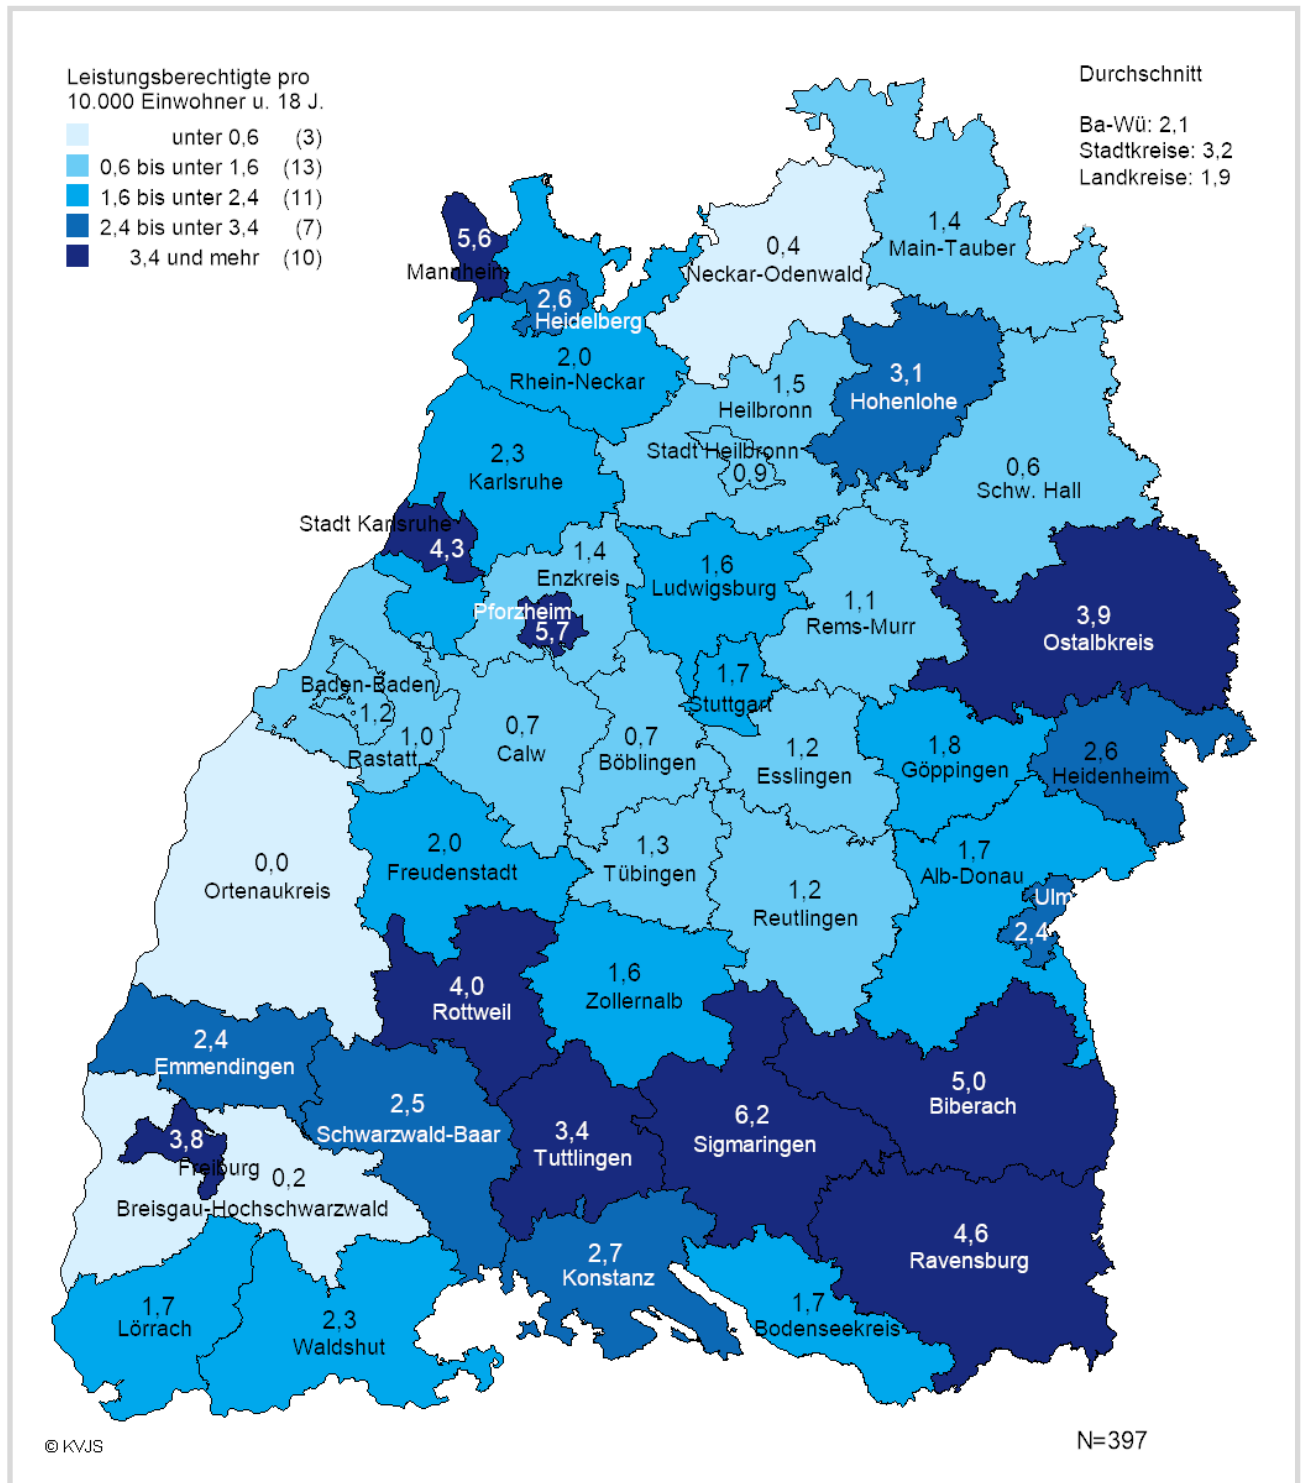 Leistungsberechtigte pro
10.000 Einwohner u. 18 J.
unter 0,6 (3)
0,6 bis unter 1,6 (13)
1,6 bis unter 2,4 (11)
2,4 bis unter 3,4 (7)
3,4 und mehr (10)
Durchschnitt
Ba-Wü: 2,1
Stadtkreise: 3,2
Landkreise: 1,9
1,4
Main-Tauber
5,6
Mannheim
0,4
Neckar-Odenwald
2,6
Heidelberg
2,0
Rhein-Neckar
1,5
Heilbronn
3,1
Hohenlohe
Stadt Heilbronn
0,9
2,3
Karlsruhe
0,6
Schw. Hall
Stadt Karlsruhe
4,3
1,4
Enzkreis
1,6
Ludwigsburg
1,1
Rems-Murr
Pforzheim
5,7
3,9
Ostalbkreis
Baden-Baden
1,2
1,0
Rastatt
0,7
Calw
0,7
Böblingen
1,7
Stuttgart
1,2
Esslingen
1,8
Göppingen
2,6
Heidenheim
0,0
Ortenaukreis
2,0
Freudenstadt
1,3
Tübingen
1,2
Reutlingen
1,7
Alb-Donau
Ulm
2,4
4,0
Rottweil
1,6
Zollernalb
2,4
Emmendingen
2,5
Schwarzwald-Baar
3,4
Tuttlingen
6,2
Sigmaringen
5,0
Biberach
3,8
Freiburg
0,2
Breisgau-Hochschwarzwald
2,7
Konstanz
4,6
Ravensburg
1,7
Lörrach
2,3
Waldshut
1,7
Bodenseekreis
© KVJS
N=397